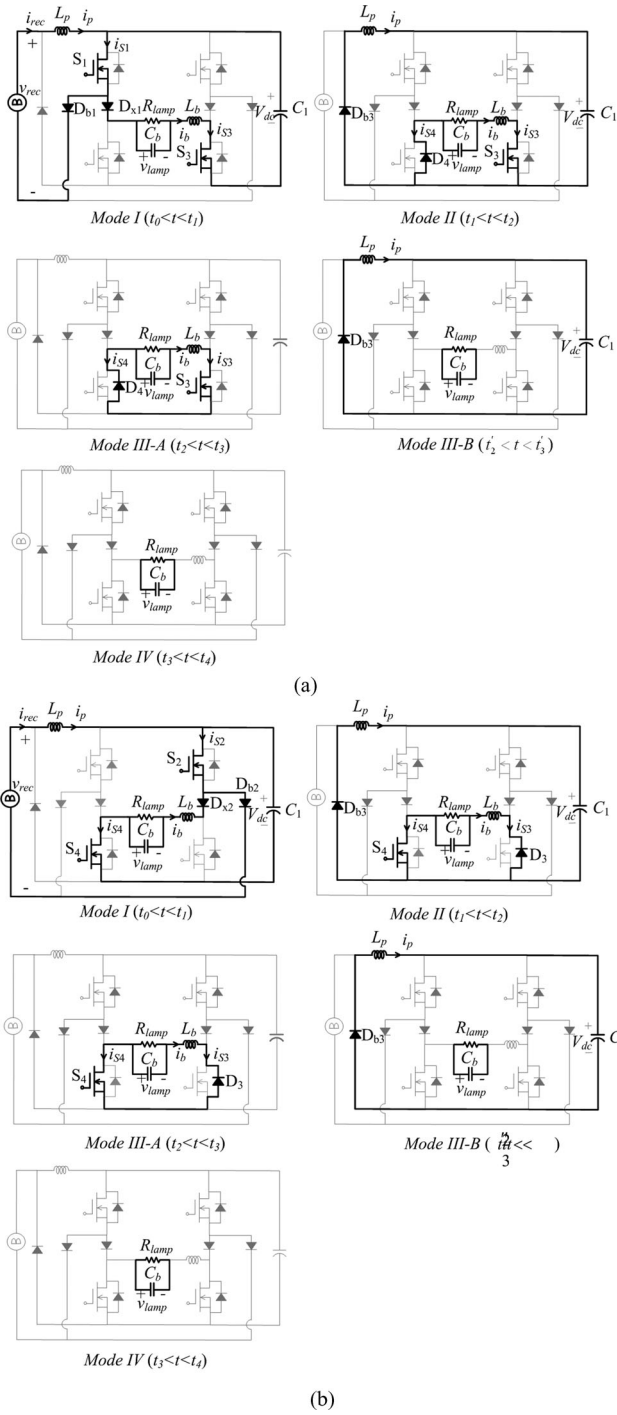 i_rec L_p i_p
+ i_S1
S_1
v_rec B D_b1 D_x1 R_lamp L_b + V_dc - C_1
C_b i_b i_S3
+ v_lamp - S_3
-
Mode I (t_0<t<t_1)
L_p i_p
D_b3 R_lamp L_b + V_dc - C_1
i_S4 C_b i_b i_S3
D_4 + v_lamp - S_3
B
Mode II (t_1<t<t_2)
B R_lamp L_b
i_S4 C_b i_b i_S3
D_4 + v_lamp - S_3
Mode III-A (t_2<t<t_3)
L_p i_p
B D_b3 R_lamp + V_dc - C_1
C_b
+ v_lamp -
Mode III-B (t'_2 < t < t'_3)
B R_lamp
C_b
+ v_lamp -
Mode IV (t_3<t<t_4)
(a)
i_rec L_p i_p
+ i_S2
S_2
D_b2
v_rec B R_lamp L_b D_x2 + V_dc - C_1
i_S4 C_b i_b
S_4 + v_lamp -
-
Mode I (t_0<t<t_1)
L_p i_p
B D_b3 R_lamp L_b + V_dc - C_1
i_S4 C_b i_b i_S3
S_4 + v_lamp - D_3
Mode II (t_1<t<t_2)
B R_lamp L_b
i_S4 C_b i_b i_S3
S_4 + v_lamp - D_3
Mode III-A (t_2<t<t_3)
L_p i_p
B D_b3 R_lamp + V_dc - C
C_b
+ v_lamp -
Mode III-B ( << )
3
B R_lamp
C_b
+ v_lamp -
Mode IV (t_3<t<t_4)
(b)